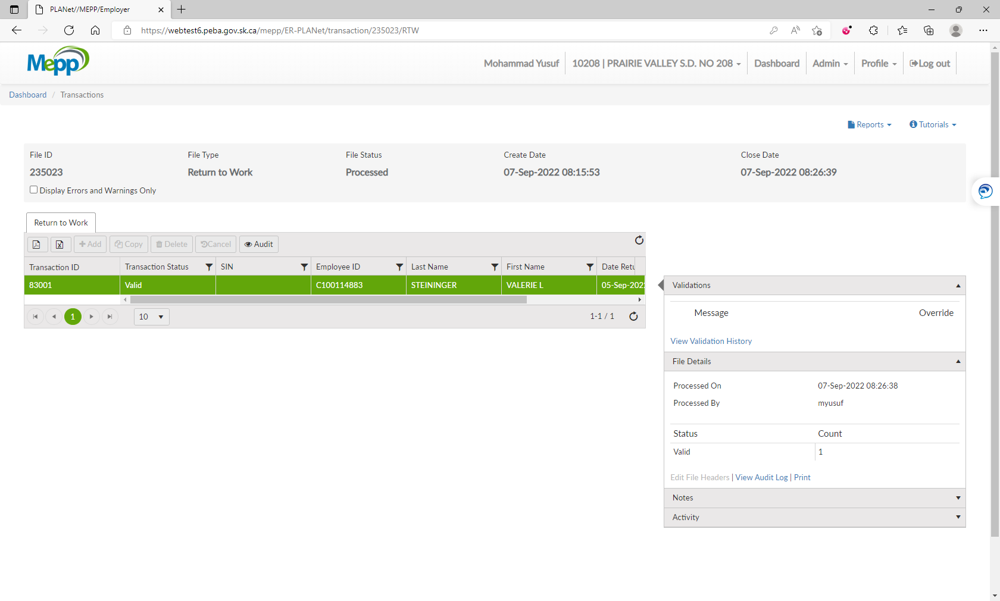 PLANet//MEPP/Employer
https://webtest6.peba.gov.sk.ca/mepp/ER-PLANet/transaction/235023/RTW
Mepp
Mohammad Yusuf
10208 | PRAIRIE VALLEY S.D. NO 208
Dashboard
Admin
Profile
Log out
Dashboard / Transactions
Reports
Tutorials
File ID File Type File Status Create Date Close Date
235023 Return to Work Processed 07-Sep-2022 08:15:53 07-Sep-2022 08:26:39
Display Errors and Warnings Only
Return to Work
Add Copy Delete Cancel Audit
Transaction ID Transaction Status SIN Employee ID Last Name First Name Date Retu
83001 Valid C100114883 STEININGER VALERIE L 05-Sep-202
1 10 1-1 / 1
Validations
Message Override
View Validation History
File Details
Processed On 07-Sep-2022 08:26:38
Processed By myusuf
Status Count
Valid 1
Edit File Headers | View Audit Log | Print
Notes
Activity